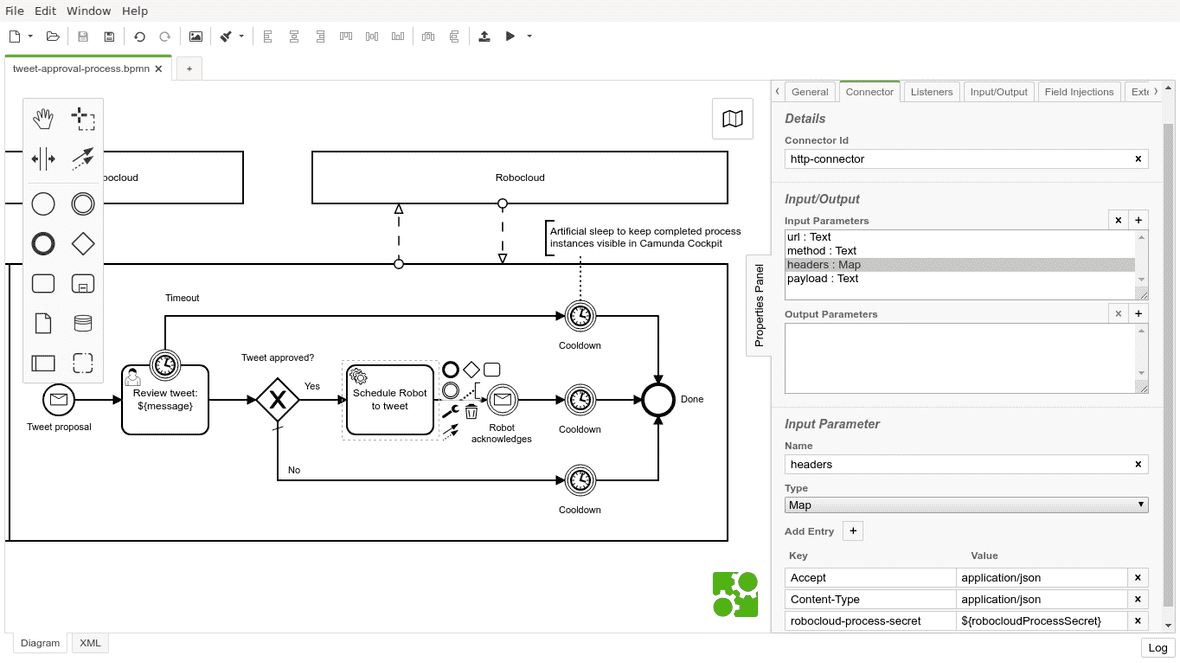 File Edit Window Help
tweet-approval-process.bpmn x +
General Connector Listeners Input/Output Field Injections Exte
Details
Connector Id
http-connector
Input/Output
Input Parameters
url : Text
method : Text
headers : Map
payload : Text
Output Parameters
Input Parameter
Name
headers
Type
Map
Add Entry +
Key Value
Accept application/json
Content-Type application/json
robocloud-process-secret ${robocloudProcessSecret}
Properties Panel
bocloud
Robocloud
Artificial sleep to keep completed process
instances visible in Camunda Cockpit
Timeout
Cooldown
Tweet approved?
Yes
Tweet proposal
Review tweet:
${message}
Schedule Robot
to tweet
Robot
acknowledges
Cooldown
Done
No
Cooldown
Diagram XML
Log